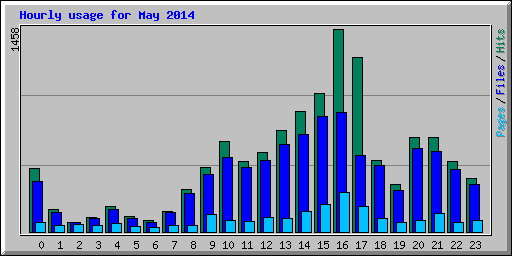 Hourly usage for May 2014
1458
Pages/Files/Hits
0 1 2 3 4 5 6 7 8 9 10 11 12 13 14 15 16 17 18 19 20 21 22 23